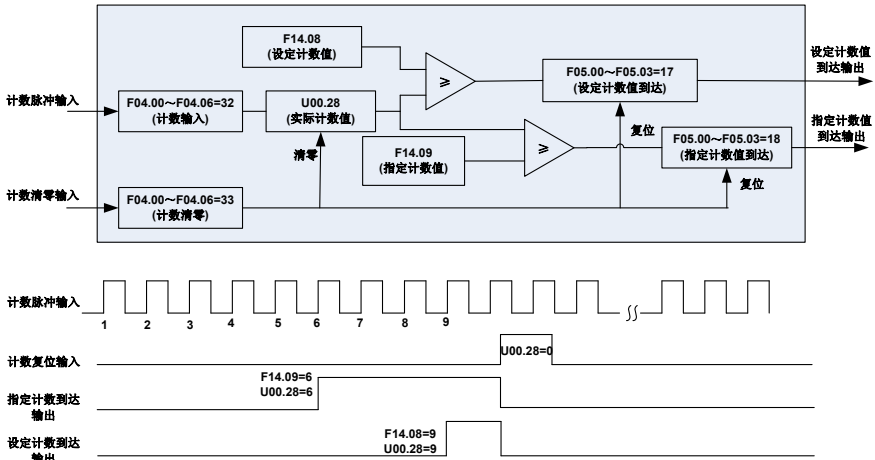 F14.08
(设定计数值)
设定计数值
到达输出
F05.00～F05.03=17
(设定计数值到达)
≥
计数脉冲输入
F04.00～F04.06=32
(计数输入)
U00.28
(实际计数值)
指定计数值
到达输出
复位
F05.00～F05.03=18
(指定计数值到达)
≥
清零
F14.09
(指定计数值)
复位
计数清零输入
F04.00～F04.06=33
(计数清零)
计数脉冲输入
1 2 3 4 5 6 7 8 9
U00.28=0
计数复位输入
F14.09=6
U00.28=6
指定计数到达
输出
F14.08=9
U00.28=9
设定计数到达
输出